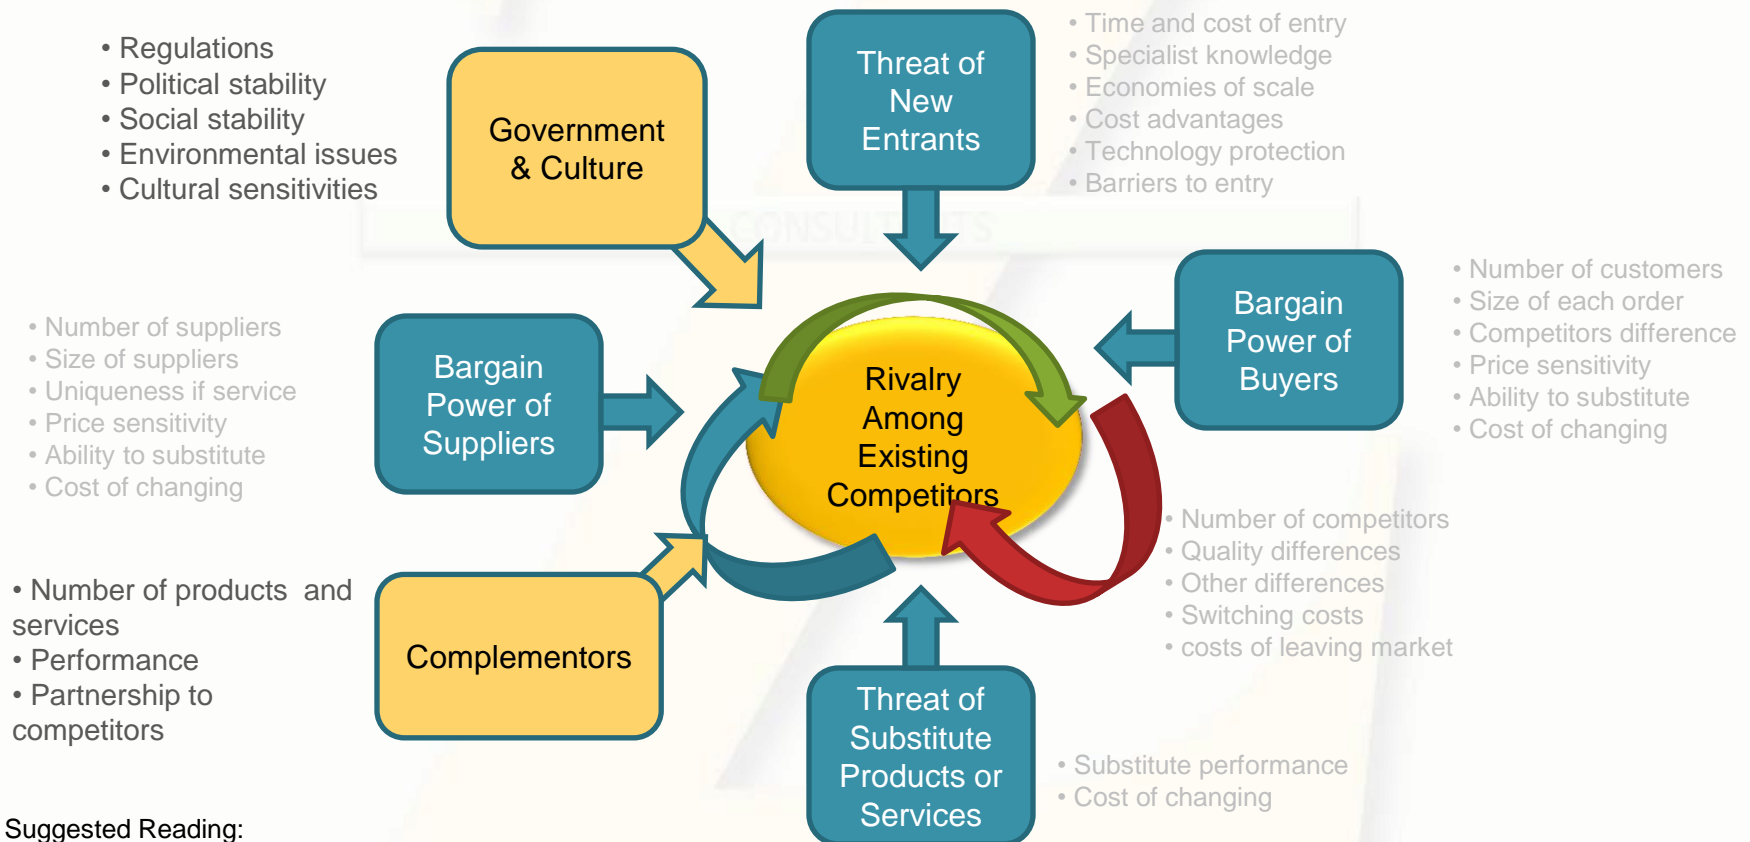 • Regulations
• Political stability
• Social stability
• Environmental issues
• Cultural sensitivities
Government
& Culture
Threat of
New
Entrants
• Time and cost of entry
• Specialist knowledge
• Economies of scale
• Cost advantages
• Technology protection
• Barriers to entry
CONSULTANTS
• Number of suppliers
• Size of suppliers
• Uniqueness if service
• Price sensitivity
• Ability to substitute
• Cost of changing
Bargain
Power of
Suppliers
Rivalry
Among
Existing
Competitors
Bargain
Power of
Buyers
• Number of customers
• Size of each order
• Competitors difference
• Price sensitivity
• Ability to substitute
• Cost of changing
• Number of competitors
• Quality differences
• Other differences
• Switching costs
• costs of leaving market
• Number of products and
services
• Performance
• Partnership to
competitors
Complementors
Threat of
Substitute
Products or
Services
• Substitute performance
• Cost of changing
Suggested Reading: